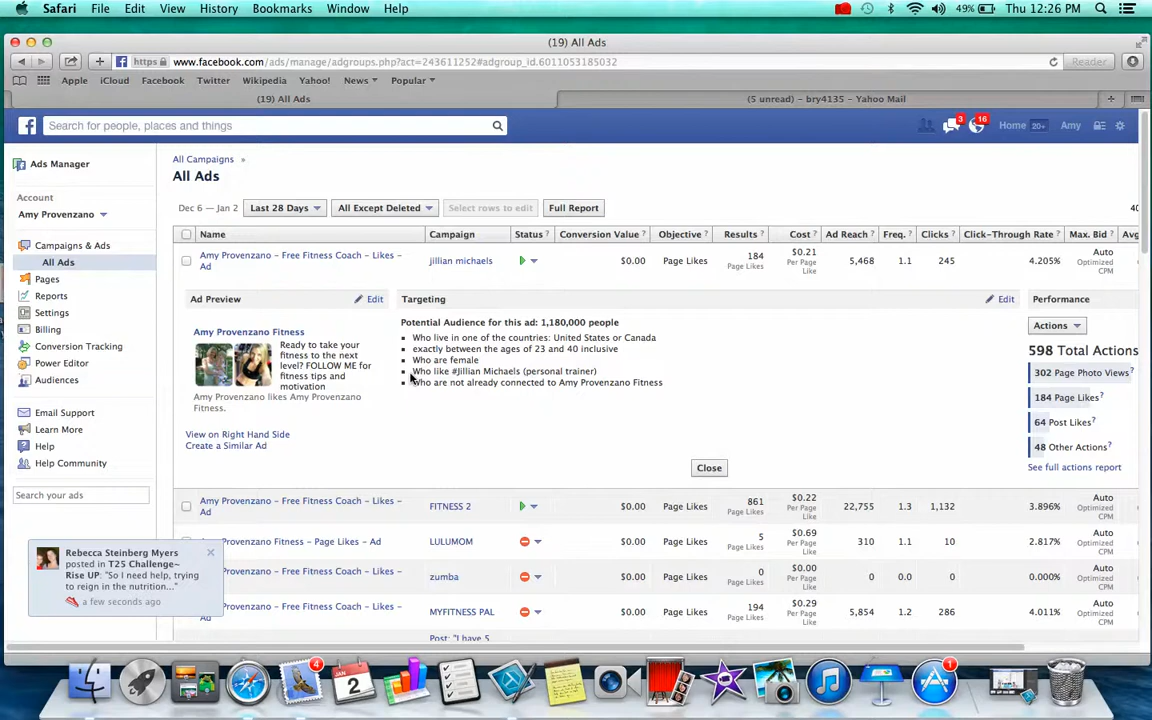 Safari File Edit View History Bookmarks Window Help 49% Thu 12:26 PM
(19) All Ads
https www.facebook.com/ads/manage/adgroups.php?act=243611252#adgroup_id.6011053185032 Reader
Apple iCloud Facebook Twitter Wikipedia Yahoo! News Popular
(19) All Ads (5 unread) – bry4135 – Yahoo Mail
Search for people, places and things 3 16 Home 20+ Amy
Ads Manager
Account
Amy Provenzano
Campaigns & Ads
All Ads
Pages
Reports
Settings
Billing
Conversion Tracking
Power Editor
Audiences
Email Support
Learn More
Help
Help Community
Search your ads
All Campaigns »
All Ads
Dec 6 — Jan 2 Last 28 Days All Except Deleted Select rows to edit Full Report 40
Name Campaign Status ? Conversion Value ? Objective ? Results ? Cost ? Ad Reach ? Freq. ? Clicks ? Click-Through Rate ? Max. Bid ? Avg
Amy Provenzano – Free Fitness Coach – Likes – Ad jillian michaels $0.00 Page Likes 184 Page Likes $0.21 Per Page Like 5,468 1.1 245 4.205% Auto Optimized CPM
Ad Preview Edit
Amy Provenzano Fitness
Ready to take your
fitness to the next
level? FOLLOW ME for
fitness tips and
motivation
Amy Provenzano likes Amy Provenzano
Fitness.
View on Right Hand Side
Create a Similar Ad
Targeting Edit
Potential Audience for this ad: 1,180,000 people
Who live in one of the countries: United States or Canada
exactly between the ages of 23 and 40 inclusive
Who are female
Who like #Jillian Michaels (personal trainer)
Who are not already connected to Amy Provenzano Fitness
Close
Performance
Actions
598 Total Actions
302 Page Photo Views?
184 Page Likes?
64 Post Likes?
48 Other Actions?
See full actions report
Amy Provenzano – Free Fitness Coach – Likes – Ad FITNESS 2 $0.00 Page Likes 861 Page Likes $0.22 Per Page Like 22,755 1.3 1,132 3.896% Auto Optimized CPM
Provenzano Fitness – Page Likes – Ad LULUMOM $0.00 Page Likes 5 Page Likes $0.69 Per Page Like 310 1.1 10 2.817% Auto Optimized CPM
Provenzano – Free Fitness Coach – Likes – zumba $0.00 Page Likes 0 Page Likes $0.00 Per Page Like 0 0.0 0 0.000% Auto Optimized CPM
Provenzano – Free Fitness Coach – Likes – MYFITNESS PAL $0.00 Page Likes 194 Page Likes $0.29 Per Page Like 5,854 1.2 286 4.011% Auto Optimized CPM
Post: "I have 5
Rebecca Steinberg Myers
posted in T25 Challenge~
Rise UP: "So I need help, trying
to reign in the nutrition..."
a few seconds ago
4 2 1